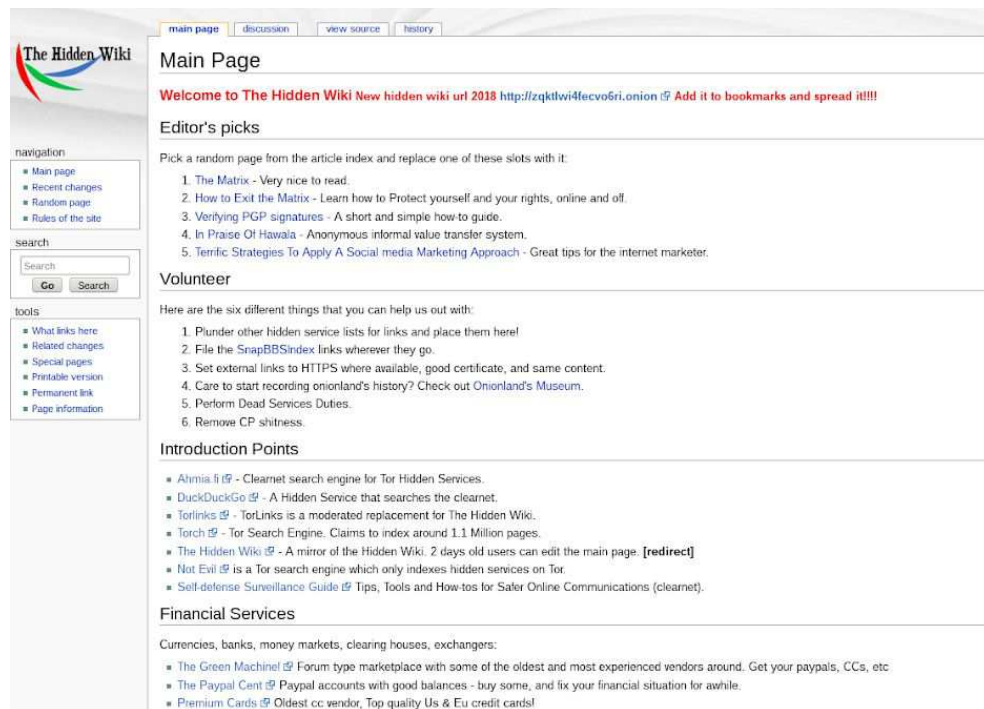 main page discussion view source history
The Hidden Wiki
Main Page
Welcome to The Hidden Wiki New hidden wiki url 2018 http://zqktlwi4fecvo6ri.onion Add it to bookmarks and spread it!!!!
Editor's picks
Pick a random page from the article index and replace one of these slots with it:
1. The Matrix - Very nice to read.
2. How to Exit the Matrix - Learn how to Protect yourself and your rights, online and off.
3. Verifying PGP signatures - A short and simple how-to guide.
4. In Praise Of Hawala - Anonymous informal value transfer system.
5. Terrific Strategies To Apply A Social media Marketing Approach - Great tips for the internet marketer.
Volunteer
Here are the six different things that you can help us out with:
1. Plunder other hidden service lists for links and place them here!
2. File the SnapBBSIndex links wherever they go.
3. Set external links to HTTPS where available, good certificate, and same content.
4. Care to start recording onionland's history? Check out Onionland's Museum.
5. Perform Dead Services Duties.
6. Remove CP shitness.
Introduction Points
Ahmia.fi - Clearnet search engine for Tor Hidden Services.
DuckDuckGo - A Hidden Service that searches the clearnet.
Torlinks - TorLinks is a moderated replacement for The Hidden Wiki.
Torch - Tor Search Engine. Claims to index around 1.1 Million pages.
The Hidden Wiki - A mirror of the Hidden Wiki. 2 days old users can edit the main page. [redirect]
Not Evil is a Tor search engine which only indexes hidden services on Tor.
Self-defense Surveillance Guide Tips, Tools and How-tos for Safer Online Communications (clearnet).
Financial Services
Currencies, banks, money markets, clearing houses, exchangers:
The Green Machine! Forum type marketplace with some of the oldest and most experienced vendors around. Get your paypals, CCs, etc
The Paypal Cent Paypal accounts with good balances - buy some, and fix your financial situation for awhile.
Premium Cards Oldest cc vendor, Top quality Us & Eu credit cards!
navigation
Main page
Recent changes
Random page
Rules of the site
search
Search
Go Search
tools
What links here
Related changes
Special pages
Printable version
Permanent link
Page information